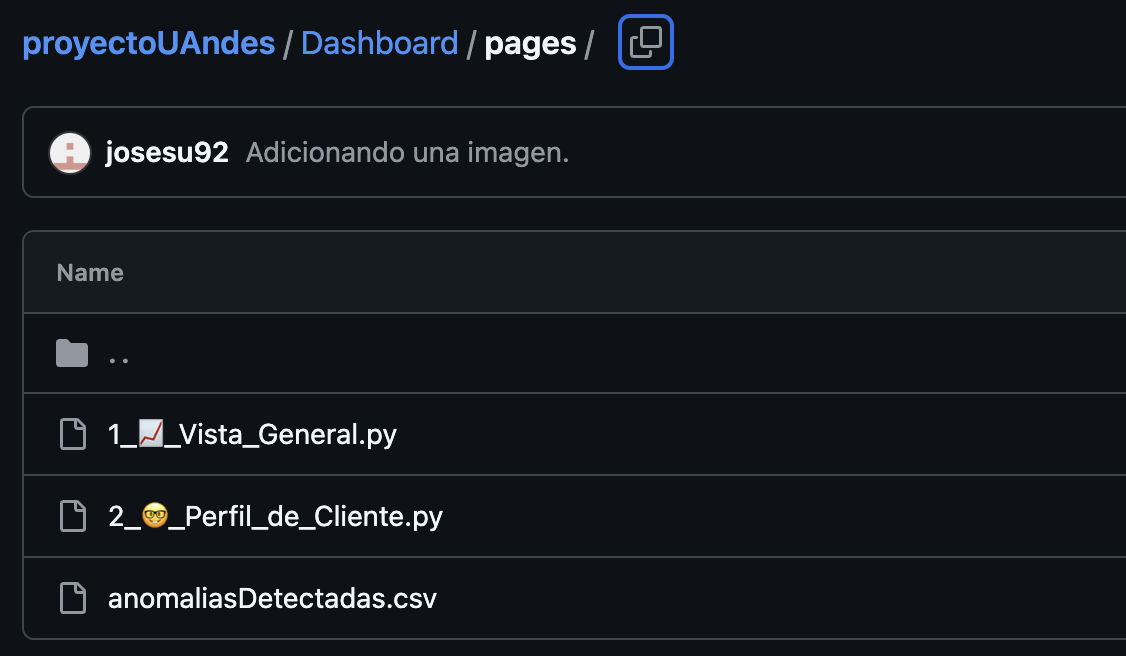 proyectoUAndes / Dashboard / pages /
josesu92 Adicionando una imagen.
Name
..
1_📈_Vista_General.py
2_🤓_Perfil_de_Cliente.py
anomaliasDetectadas.csv